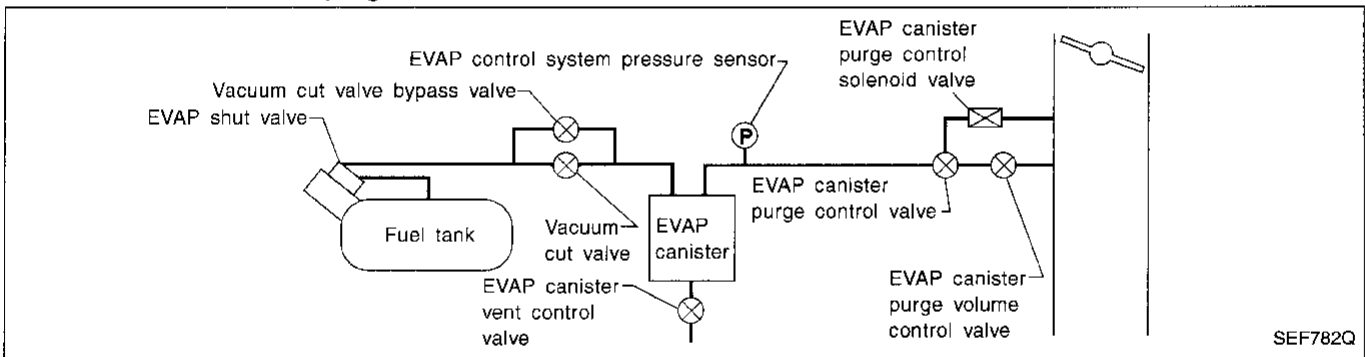 EVAP canister
purge control
solenoid valve
EVAP control system pressure sensor
Vacuum cut valve bypass valve
EVAP shut valve
P
EVAP canister
purge control valve
Fuel tank
Vacuum
cut valve
EVAP
canister
EVAP canister
vent control
valve
EVAP canister
purge volume
control valve
SEF782Q